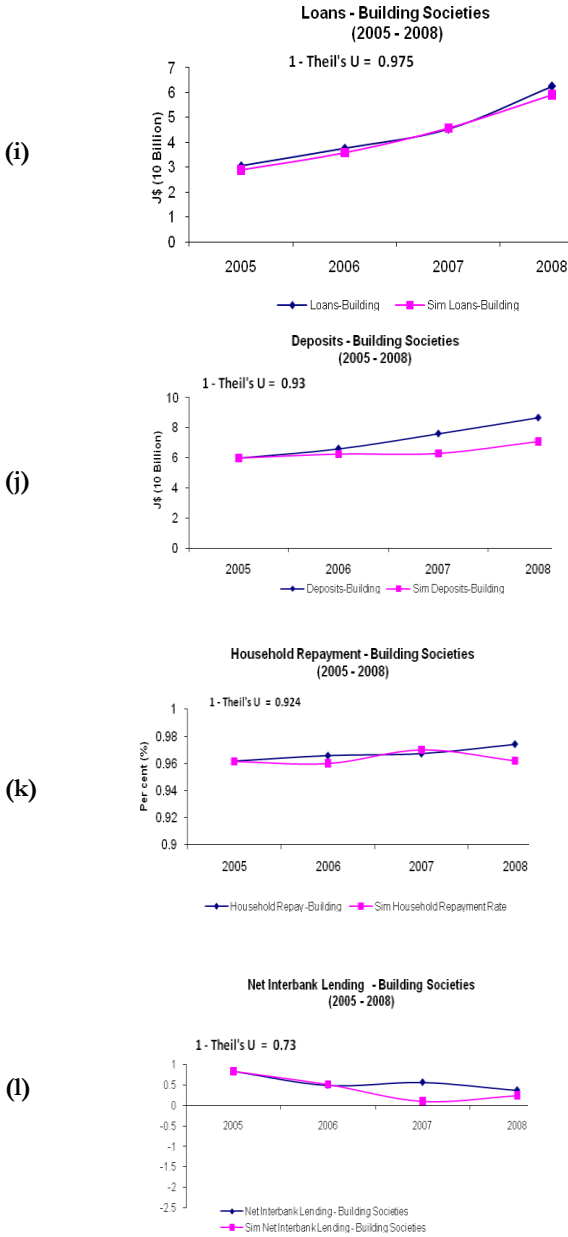 Loans - Building Societies
(2005 - 2008)
1 - Theil's U = 0.975
(i)
J$ (10 Billion)
7
6
5
4
3
2
1
0
2005 2006 2007 2008
Loans-Building Sim Loans-Building
Deposits - Building Societies
(2005 - 2008)
1 - Theil's U = 0.93
(j)
J$ (10 Billion)
10
8
6
4
2
0
2005 2006 2007 2008
Deposits-Building Sim Deposits-Building
Household Repayment - Building Societies
(2005 - 2008)
1 - Theil's U = 0.924
(k)
Per cent (%)
1
0.98
0.96
0.94
0.92
0.9
2005 2006 2007 2008
Household Repay -Building Sim Household Repayment Rate
Net Interbank Lending - Building Societies
(2005 - 2008)
1 - Theil's U = 0.73
(l)
1
0.5
0
-0.5
-1
-1.5
-2
-2.5
2005 2006 2007 2008
Net Interbank Lending - Building Societies
Sim Net Interbank Lending - Building Societies